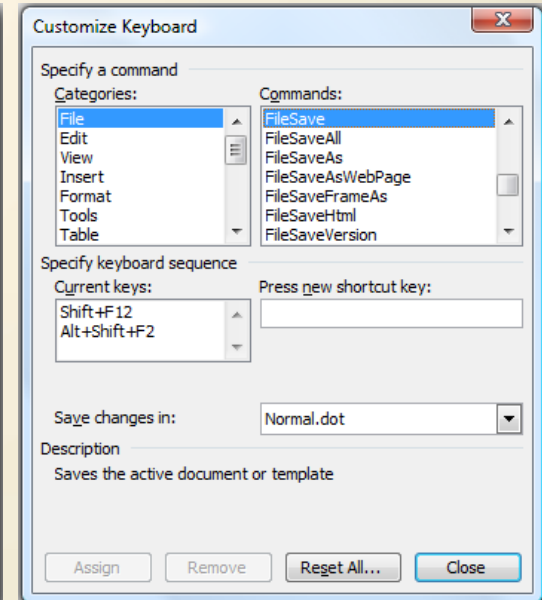 Customize Keyboard
Specify a command
Categories:
Commands:
File
Edit
View
Insert
Format
Tools
Table
FileSave
FileSaveAll
FileSaveAs
FileSaveAsWebPage
FileSaveFrameAs
FileSaveHtml
FileSaveVersion
Specify keyboard sequence
Current keys:
Press new shortcut key:
Shift+F12
Alt+Shift+F2
Save changes in:
Normal.dot
Description
Saves the active document or template
Assign
Remove
Reset All...
Close